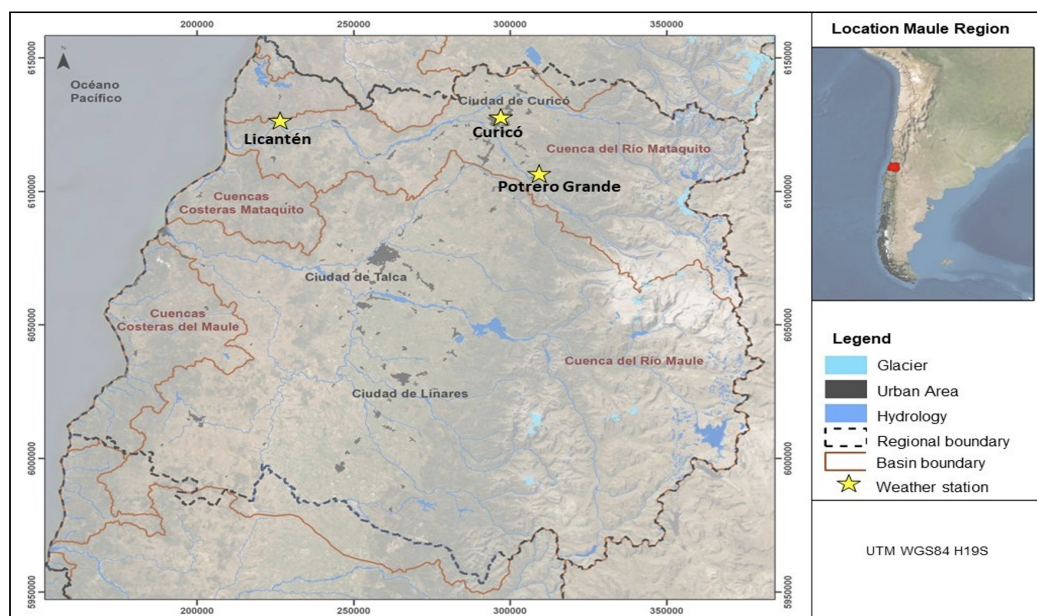 200000
250000
300000
350000
Location Maule Region
6150000
6150000
N
Océano
Pacífico
Ciudad de Curicó
Licantén
Curicó
Cuenca del Río Mataquito
Potrero Grande
6100000
6100000
Cuencas
Costeras Mataquito
Ciudad de Talca
6050000
6050000
Cuencas
Costeras del Maule
Cuenca del Río Maule
Ciudad de Linares
6000000
6000000
5950000
5950000
200000
250000
300000
350000
Legend
Glacier
Urban Area
Hydrology
Regional boundary
Basin boundary
Weather station
UTM WGS84 H19S